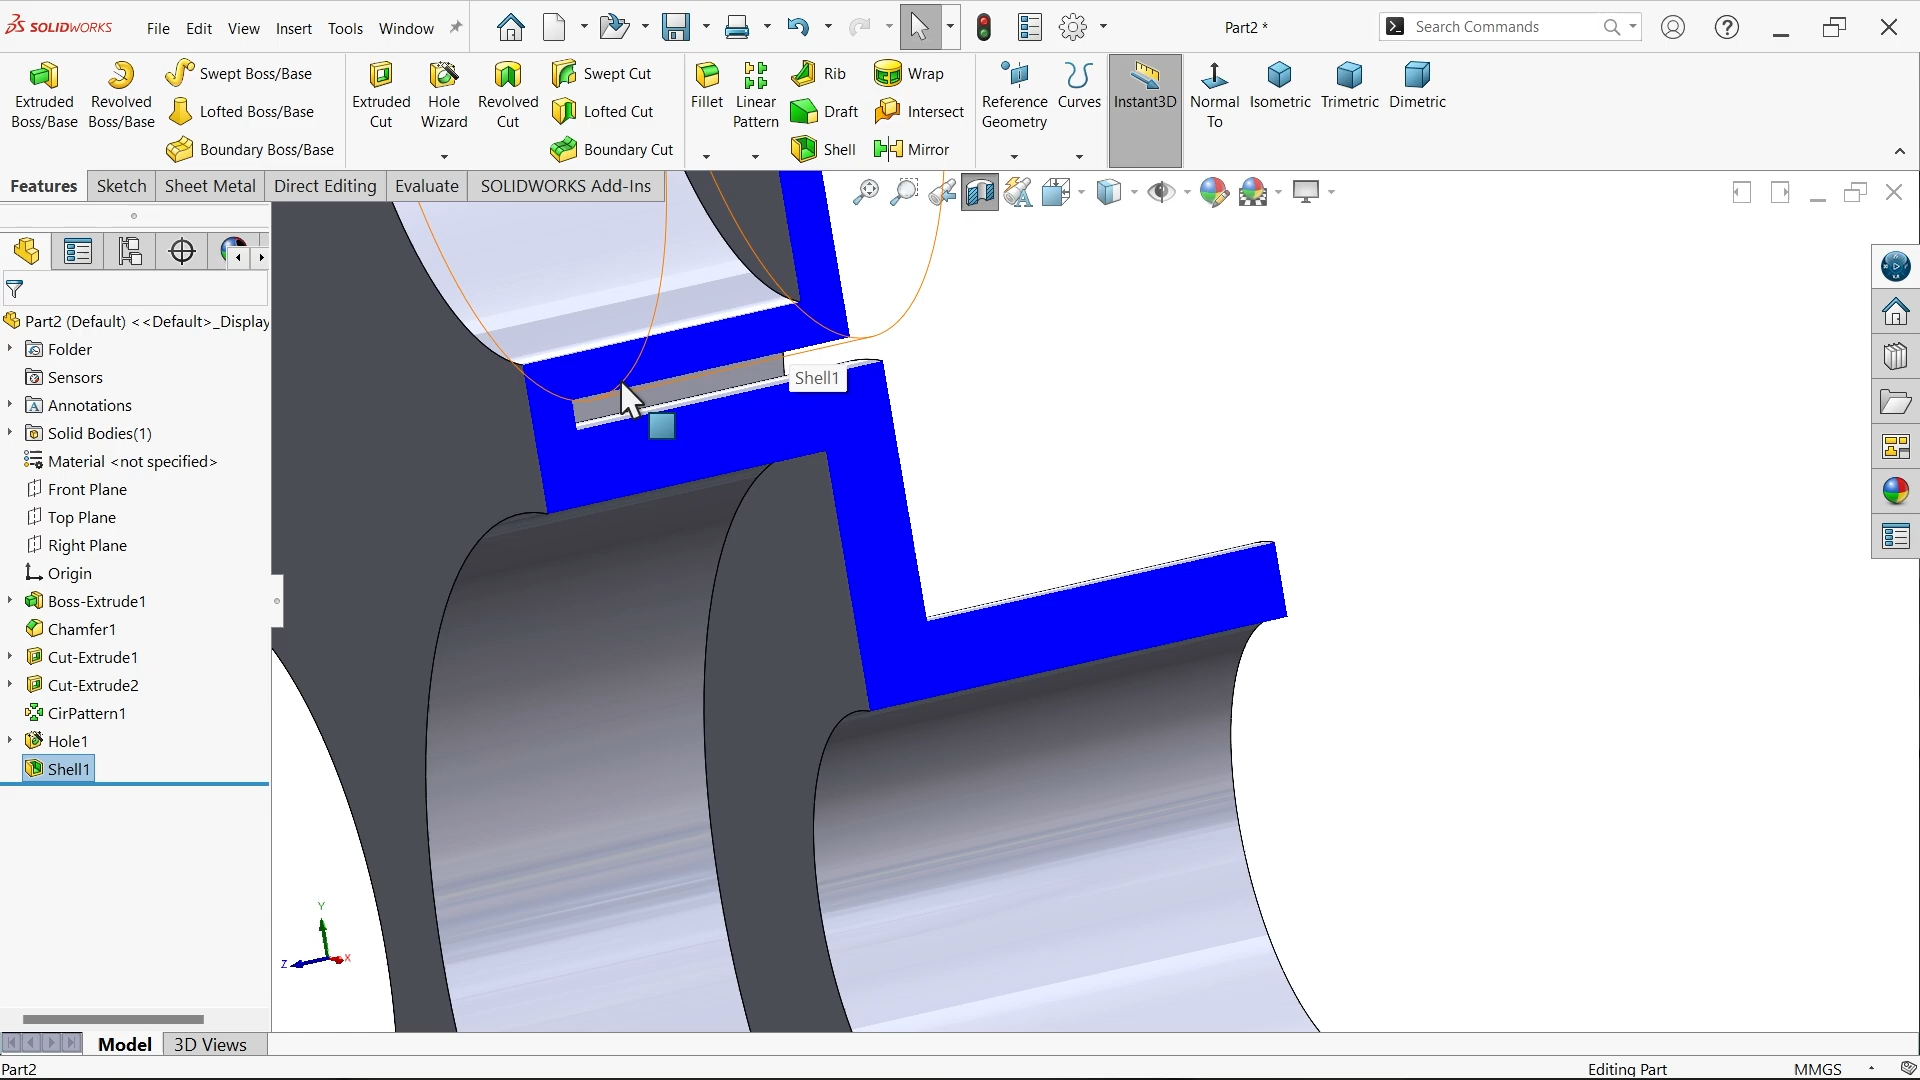 SOLIDWORKS File Edit View Insert Tools Window Part2 * Search Commands
Extruded Boss/Base
Revolved Boss/Base
Swept Boss/Base
Lofted Boss/Base
Boundary Boss/Base
Extruded Cut
Hole Wizard
Revolved Cut
Swept Cut
Lofted Cut
Boundary Cut
Fillet
Linear Pattern
Rib
Draft
Shell
Wrap
Intersect
Mirror
Reference Geometry
Curves
Instant3D
Normal To
Isometric
Trimetric
Dimetric
Features Sketch Sheet Metal Direct Editing Evaluate SOLIDWORKS Add-Ins
Part2 (Default) <<Default>_Display
Folder
Sensors
Annotations
Solid Bodies(1)
Material <not specified>
Front Plane
Top Plane
Right Plane
Origin
Boss-Extrude1
Chamfer1
Cut-Extrude1
Cut-Extrude2
CirPattern1
Hole1
Shell1
Shell1
Y
Z
X
Model 3D Views
Part2 Editing Part MMGS